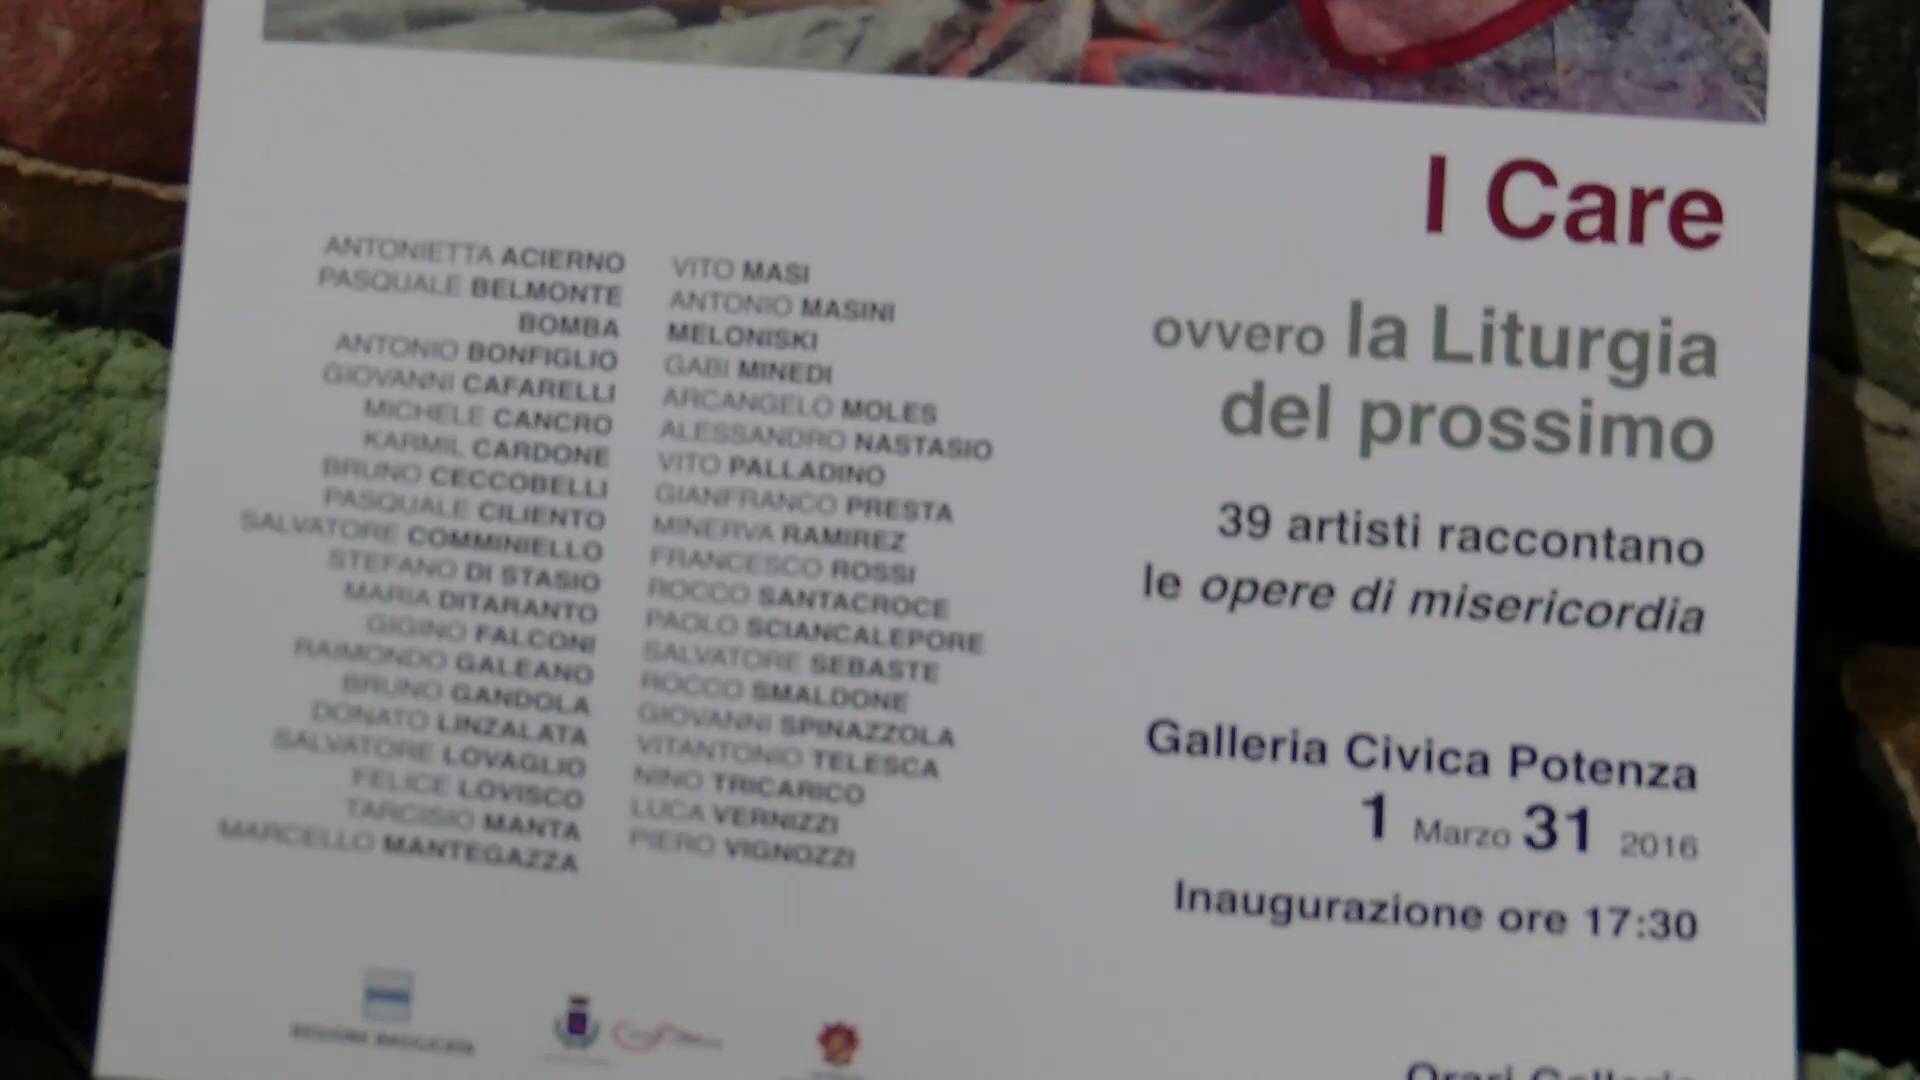 ANTONIETTA ACIERNO
PASQUALE BELMONTE
BOMBA
ANTONIO BONFIGLIO
GIOVANNI CAFARELLI
MICHELE CANCRO
KARMIL CARDONE
BRUNO CECCOBELLI
PASQUALE CILIENTO
SALVATORE COMMINIELLO
STEFANO DI STASIO
MARIA DITARANTO
GIGINO FALCONI
RAIMONDO GALEANO
BRUNO GANDOLA
DONATO LINZALATA
SALVATORE LOVAGLIO
FELICE LOVISCO
TARCISIO MANTA
MARCELLO MANTEGAZZA
VITO MASI
ANTONIO MASINI
MELONISKI
GABI MINEDI
ARCANGELO MOLES
ALESSANDRO NASTASIO
VITO PALLADINO
GIANFRANCO PRESTA
MINERVA RAMIREZ
FRANCESCO ROSSI
ROCCO SANTACROCE
PAOLO SCIANCALEPORE
SALVATORE SEBASTE
ROCCO SMALDONE
GIOVANNI SPINAZZOLA
VITANTONIO TELESCA
NINO TRICARICO
LUCA VERNIZZI
PIERO VIGNOZZI
I Care
ovvero la Liturgia
del prossimo
39 artisti raccontano
le opere di misericordia
Galleria Civica Potenza
1 Marzo 31 2016
Inaugurazione ore 17:30
REGIONE BASILICATA
Orari Galleria